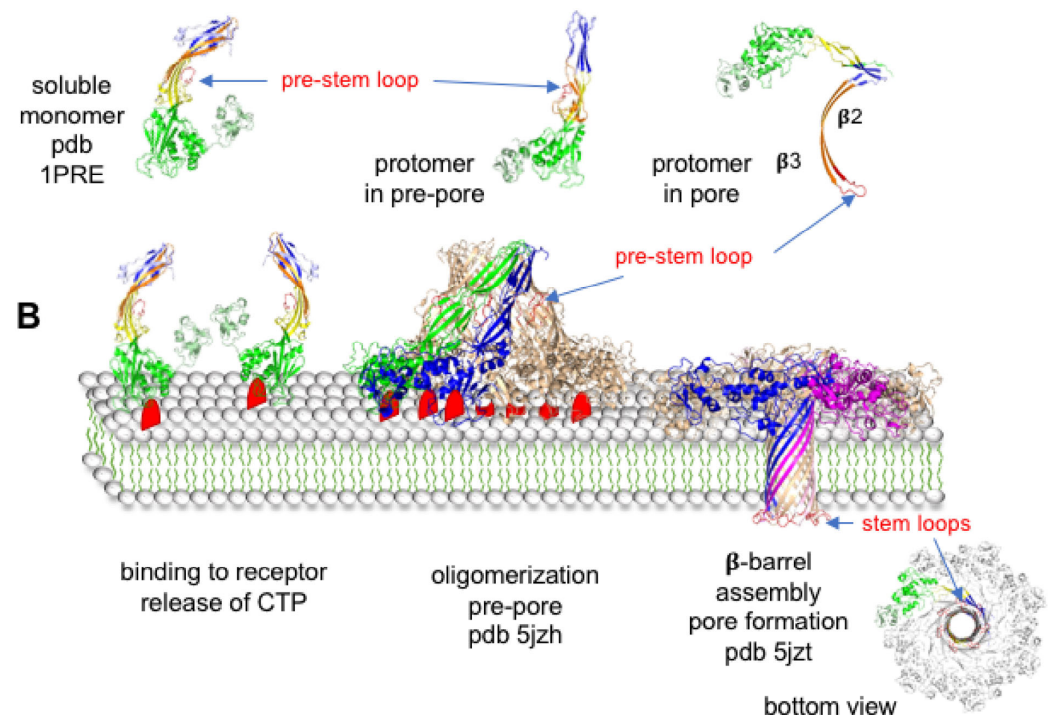 soluble
monomer
pdb
1PRE
pre-stem loop
protomer
in pre-pore
protomer
in pore
β2
β3
pre-stem loop
B
stem loops
binding to receptor
release of CTP
oligomerization
pre-pore
pdb 5jzh
β-barrel
assembly
pore formation
pdb 5jzt
bottom view